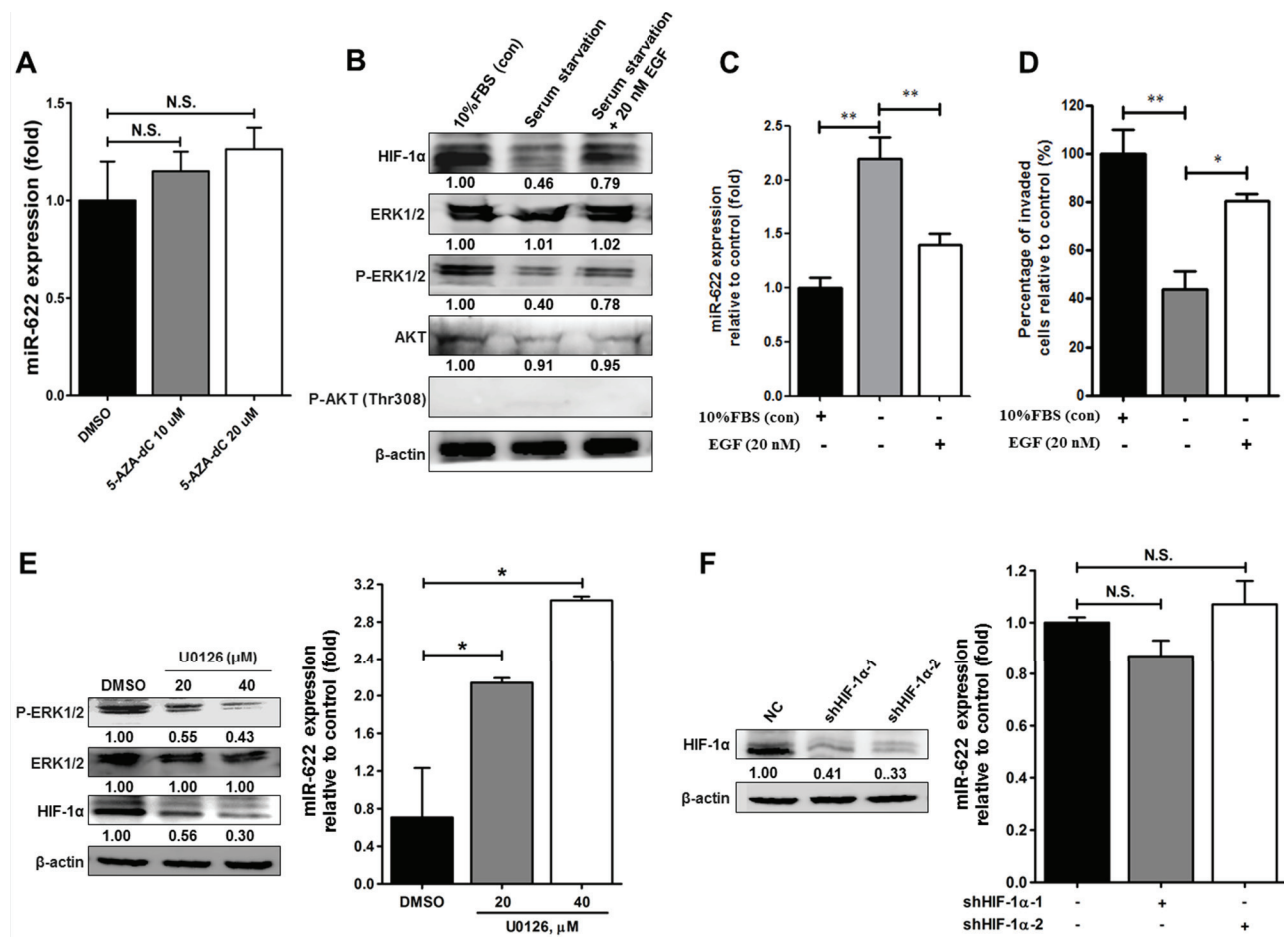 A
miR-622 expression (fold)
1.5
1.0
0.5
0.0
N.S.
N.S.
DMSO
5-AZA-dC 10 uM
5-AZA-dC 20 uM
B
10%FBS (con)
Serum starvation
Serum starvation
+ 20 nM EGF
HIF-1α
1.00 0.46 0.79
ERK1/2
1.00 1.01 1.02
P-ERK1/2
1.00 0.40 0.78
AKT
1.00 0.91 0.95
P-AKT (Thr308)
β-actin
C
miR-622 expression
relative to control (fold)
2.5
2.0
1.5
1.0
0.5
0.0
**
**
10%FBS (con) + - -
EGF (20 nM) - - +
D
Percentage of invaded
cells relative to control (%)
120
100
80
60
40
20
0
**
*
10%FBS (con) + - -
EGF (20 nM) - - +
E
U0126 (μM)
DMSO 20 40
P-ERK1/2
1.00 0.55 0.43
ERK1/2
1.00 1.00 1.00
HIF-1α
1.00 0.56 0.30
β-actin
miR-622 expression
relative to control (fold)
3.2
2.8
2.4
2.0
1.6
1.2
0.8
0.4
0.0
*
*
DMSO 20 40
U0126, μM
F
NC
shHIF-1α-1
shHIF-1α-2
HIF-1α
1.00 0.41 0..33
β-actin
miR-622 expression
relative to control (fold)
1.2
1.0
0.8
0.6
0.4
0.2
0.0
N.S.
N.S.
shHIF-1α-1 - + -
shHIF-1α-2 - - +